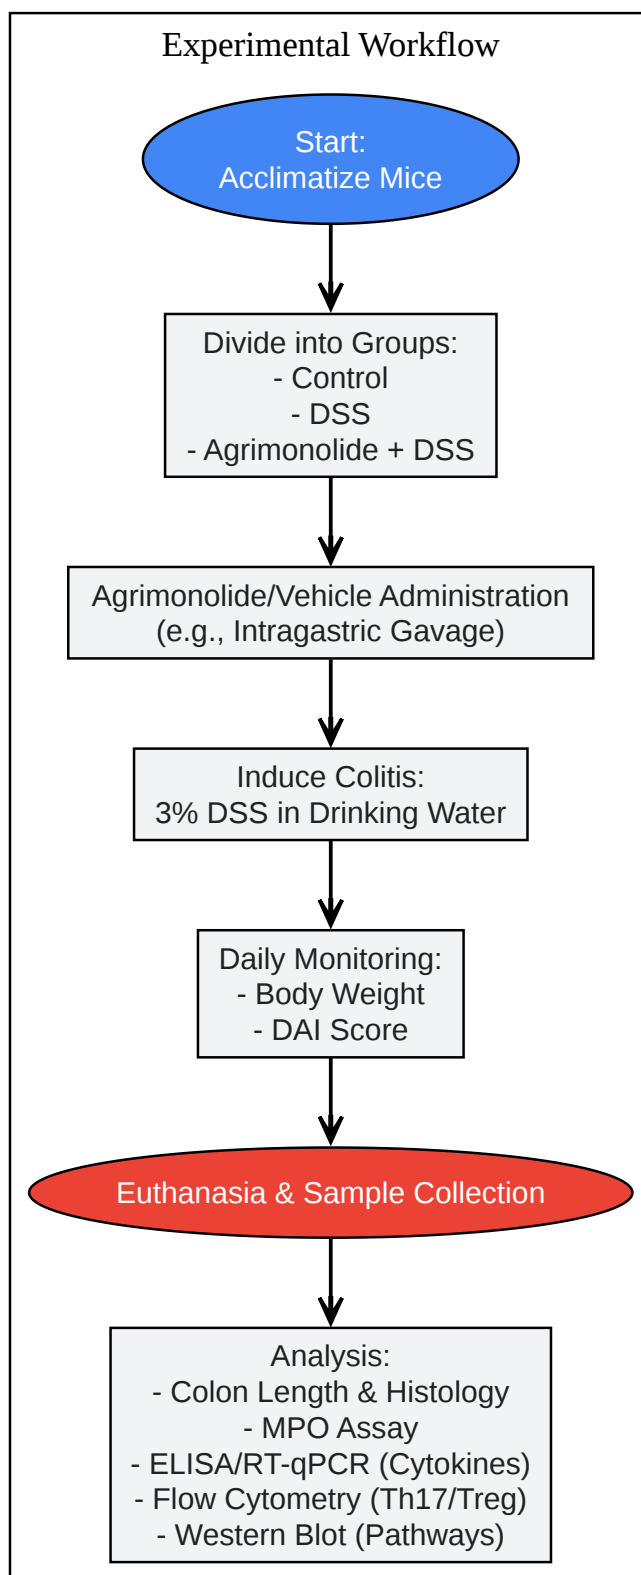 Experimental Workflow
Start:
Acclimatize Mice
Divide into Groups:
- Control
- DSS
- Agrimonolide + DSS
Agrimonolide/Vehicle Administration
(e.g., Intragastric Gavage)
Induce Colitis:
3% DSS in Drinking Water
Daily Monitoring:
- Body Weight
- DAI Score
Euthanasia & Sample Collection
Analysis:
- Colon Length & Histology
- MPO Assay
- ELISA/RT-qPCR (Cytokines)
- Flow Cytometry (Th17/Treg)
- Western Blot (Pathways)